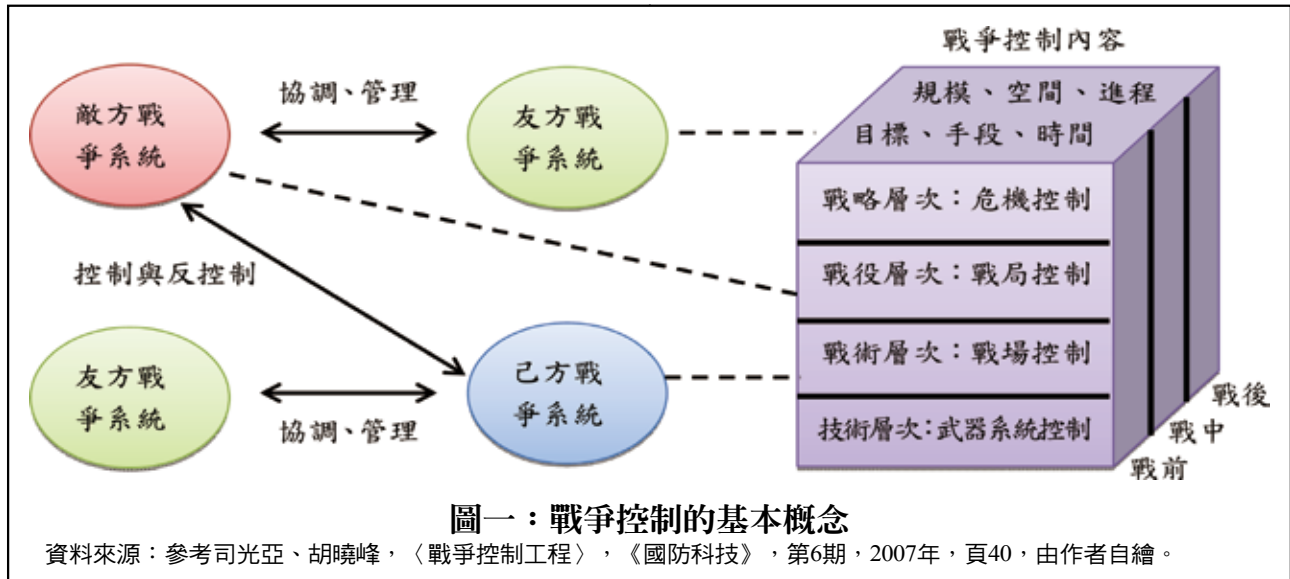 戰爭控制內容
規模、空間、進程
目標、手段、時間
敵方戰
爭系統
協調、管理
友方戰
爭系統
戰略層次：危機控制
戰役層次：戰局控制
戰術層次：戰場控制
技術層次：武器系統控制
控制與反控制
友方戰
爭系統
協調、管理
己方戰
爭系統
戰後
戰中
戰前
圖一：戰爭控制的基本概念
資料來源：參考司光亞、胡曉峰，〈戰爭控制工程〉，《國防科技》，第6期，2007年，頁40，由作者自繪。